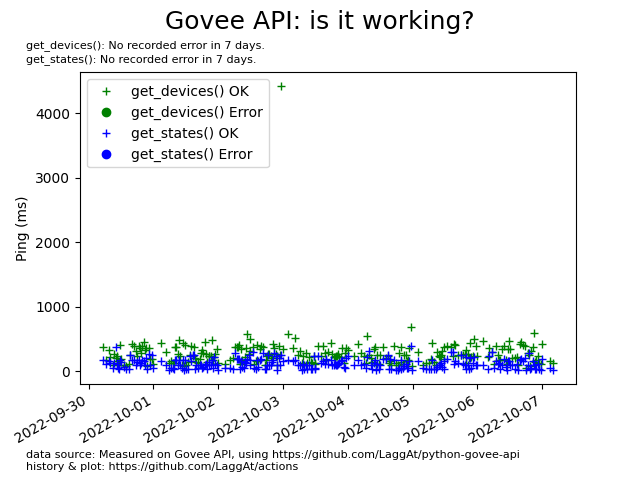 Govee API: is it working?
get_devices(): No recorded error in 7 days.
get_states(): No recorded error in 7 days.
get_devices() OK
get_devices() Error
get_states() OK
get_states() Error
Ping (ms)
4000
3000
2000
1000
0
2022-09-30
2022-10-01
2022-10-02
2022-10-03
2022-10-04
2022-10-05
2022-10-06
2022-10-07
data source: Measured on Govee API, using https://github.com/LaggAt/python-govee-api
history & plot: https://github.com/LaggAt/actions